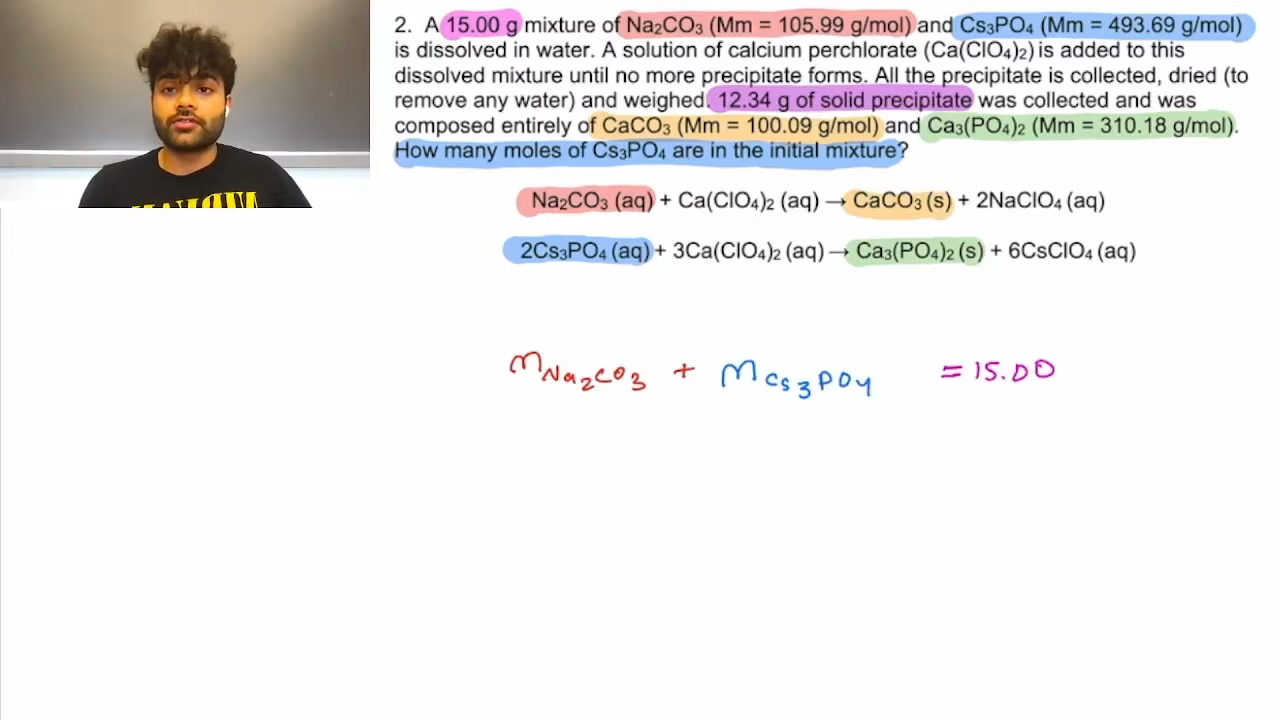 2. A 15.00 g mixture of Na₂CO₃ (Mm = 105.99 g/mol) and Cs₃PO₄ (Mm = 493.69 g/mol)
is dissolved in water. A solution of calcium perchlorate (Ca(ClO₄)₂) is added to this
dissolved mixture until no more precipitate forms. All the precipitate is collected, dried (to
remove any water) and weighed. 12.34 g of solid precipitate was collected and was
composed entirely of CaCO₃ (Mm = 100.09 g/mol) and Ca₃(PO₄)₂ (Mm = 310.18 g/mol).
How many moles of Cs₃PO₄ are in the initial mixture?
Na₂CO₃ (aq) + Ca(ClO₄)₂ (aq) → CaCO₃ (s) + 2NaClO₄ (aq)
2Cs₃PO₄ (aq) + 3Ca(ClO₄)₂ (aq) → Ca₃(PO₄)₂ (s) + 6CsClO₄ (aq)
m Na₂CO₃ + m Cs₃PO₄ = 15.00